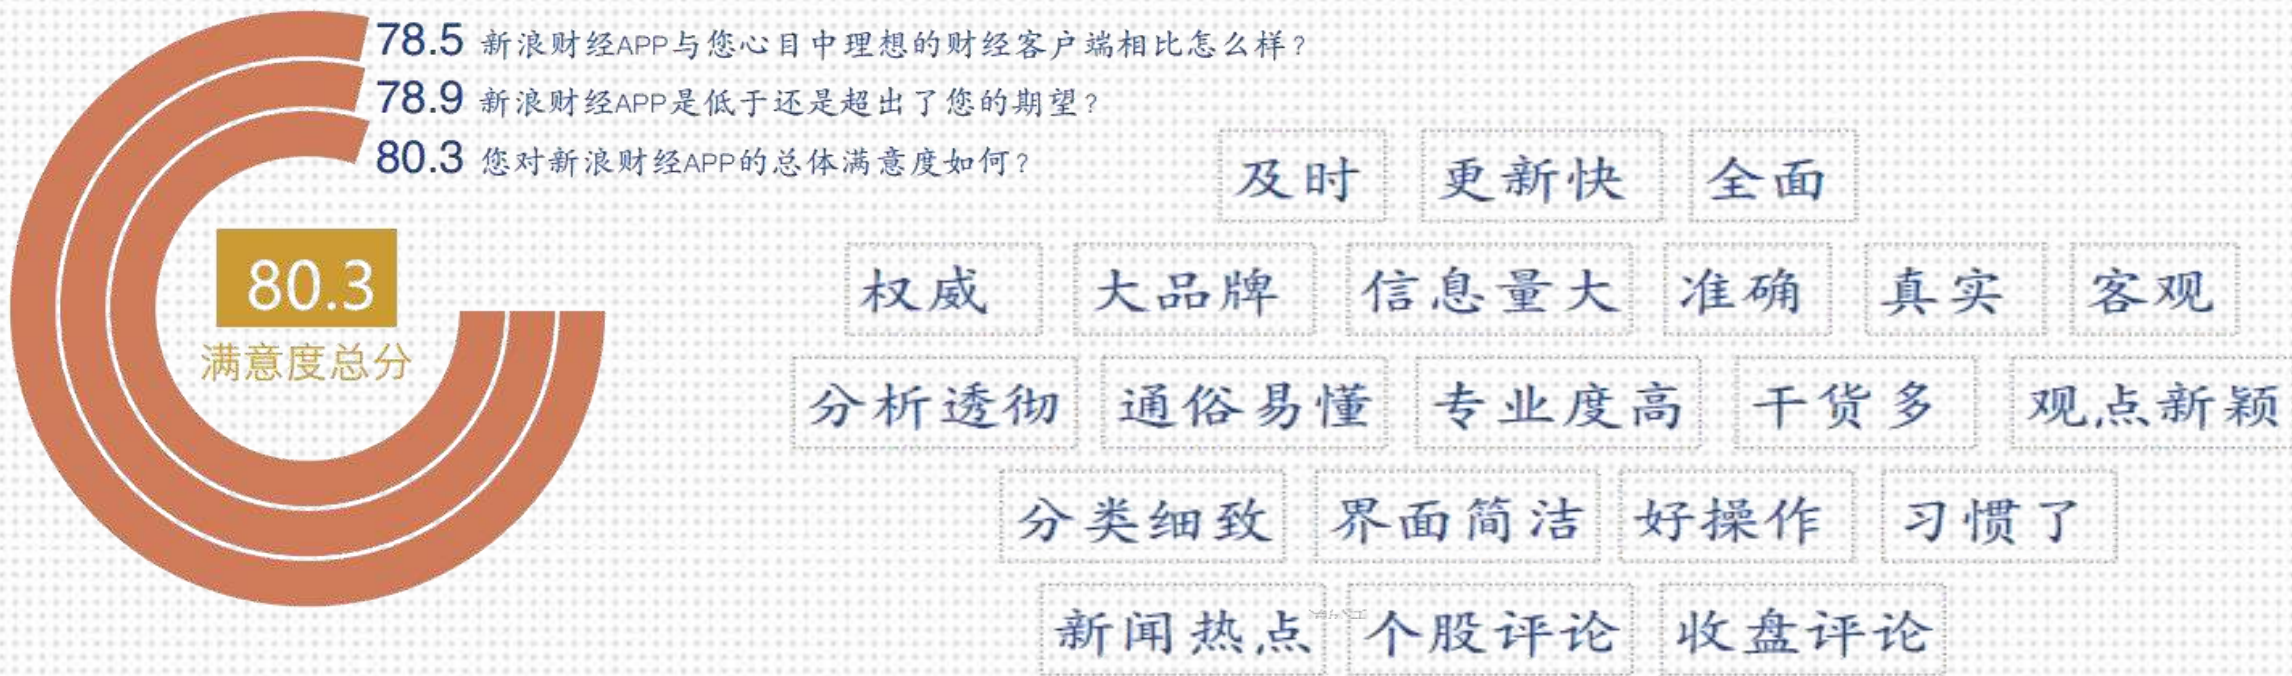 78.5 新浪财经APP与您心目中理想的财经客户端相比怎么样?
78.9 新浪财经APP是低于还是超出了您的期望?
80.3 您对新浪财经APP的总体满意度如何?
80.3
满意度总分
及时 更新快 全面
权威 大品牌 信息量大 准确 真实 客观
分析透彻 通俗易懂 专业度高 干货多 观点新颖
分类细致 界面简洁 好操作 习惯了
新闻热点 个股评论 收盘评论